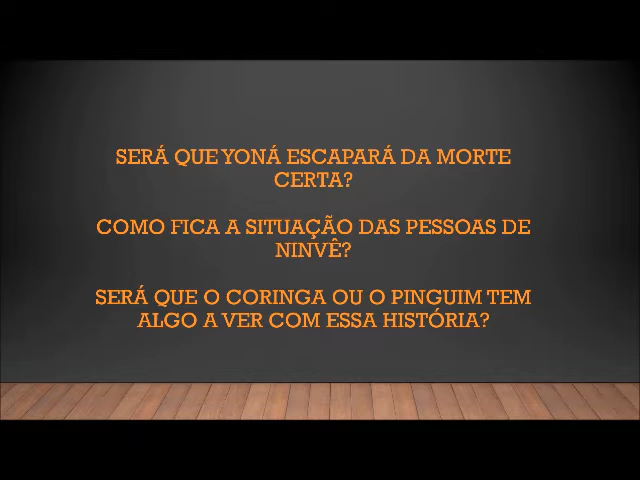 SERÁ QUE YONÁ ESCAPARÁ DA MORTE
CERTA?
COMO FICA A SITUAÇÃO DAS PESSOAS DE
NINVÊ?
SERÁ QUE O CORINGA OU O PINGUIM TEM
ALGO A VER COM ESSA HISTÓRIA?